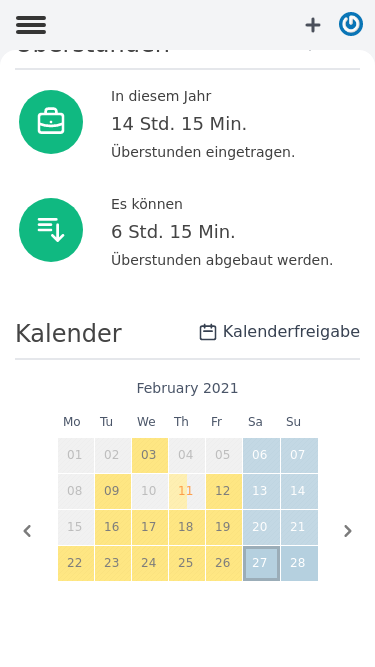 Überstunden
In diesem Jahr
14 Std. 15 Min.
Überstunden eingetragen.
Es können
6 Std. 15 Min.
Überstunden abgebaut werden.
Kalender Kalenderfreigabe
February 2021
Mo Tu We Th Fr Sa Su
01 02 03 04 05 06 07
08 09 10 11 12 13 14
15 16 17 18 19 20 21
22 23 24 25 26 27 28